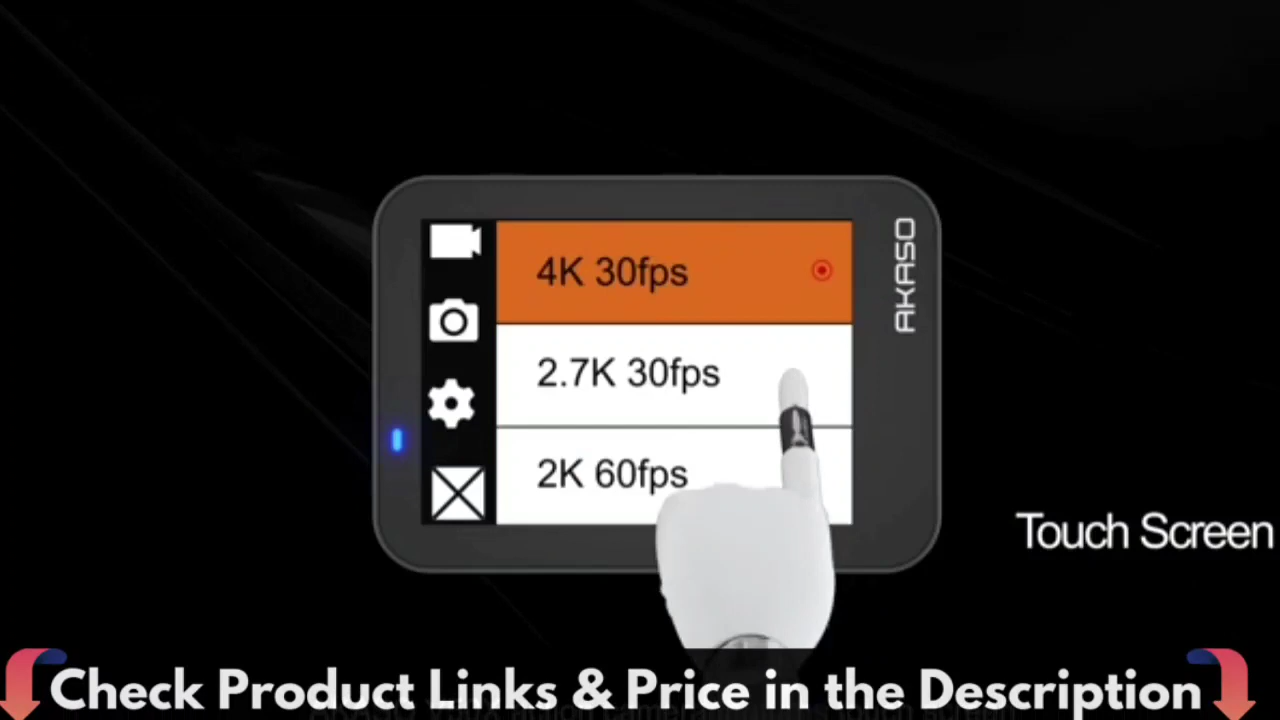 4K 30fps
AKASO
2.7K 30fps
2K 60fps
Touch Screen
Check Product Links & Price in the Description